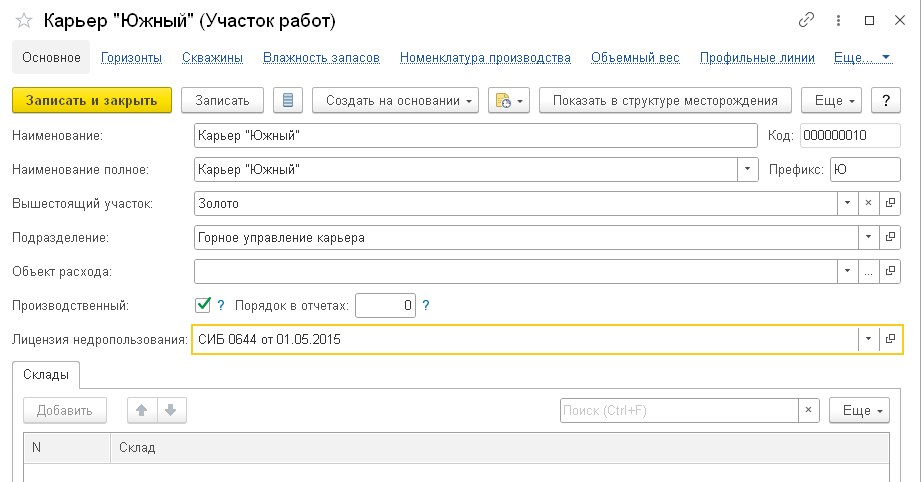 Карьер "Южный" (Участок работ)
Основное Горизонты Скважины Влажность запасов Номенклатура производства Объемный вес Профильные линии Еще...
Записать и закрыть Записать Создать на основании Показать в структуре месторождения Еще ?
Наименование: Карьер "Южный" Код: 000000010
Наименование полное: Карьер "Южный" Префикс: Ю
Вышестоящий участок: Золото
Подразделение: Горное управление карьера
Объект расхода: ...
Производственный: ? Порядок в отчетах: 0 ?
Лицензия недропользования: СИБ 0644 от 01.05.2015
Склады
Добавить Поиск (Ctrl+F) × Еще
N Склад